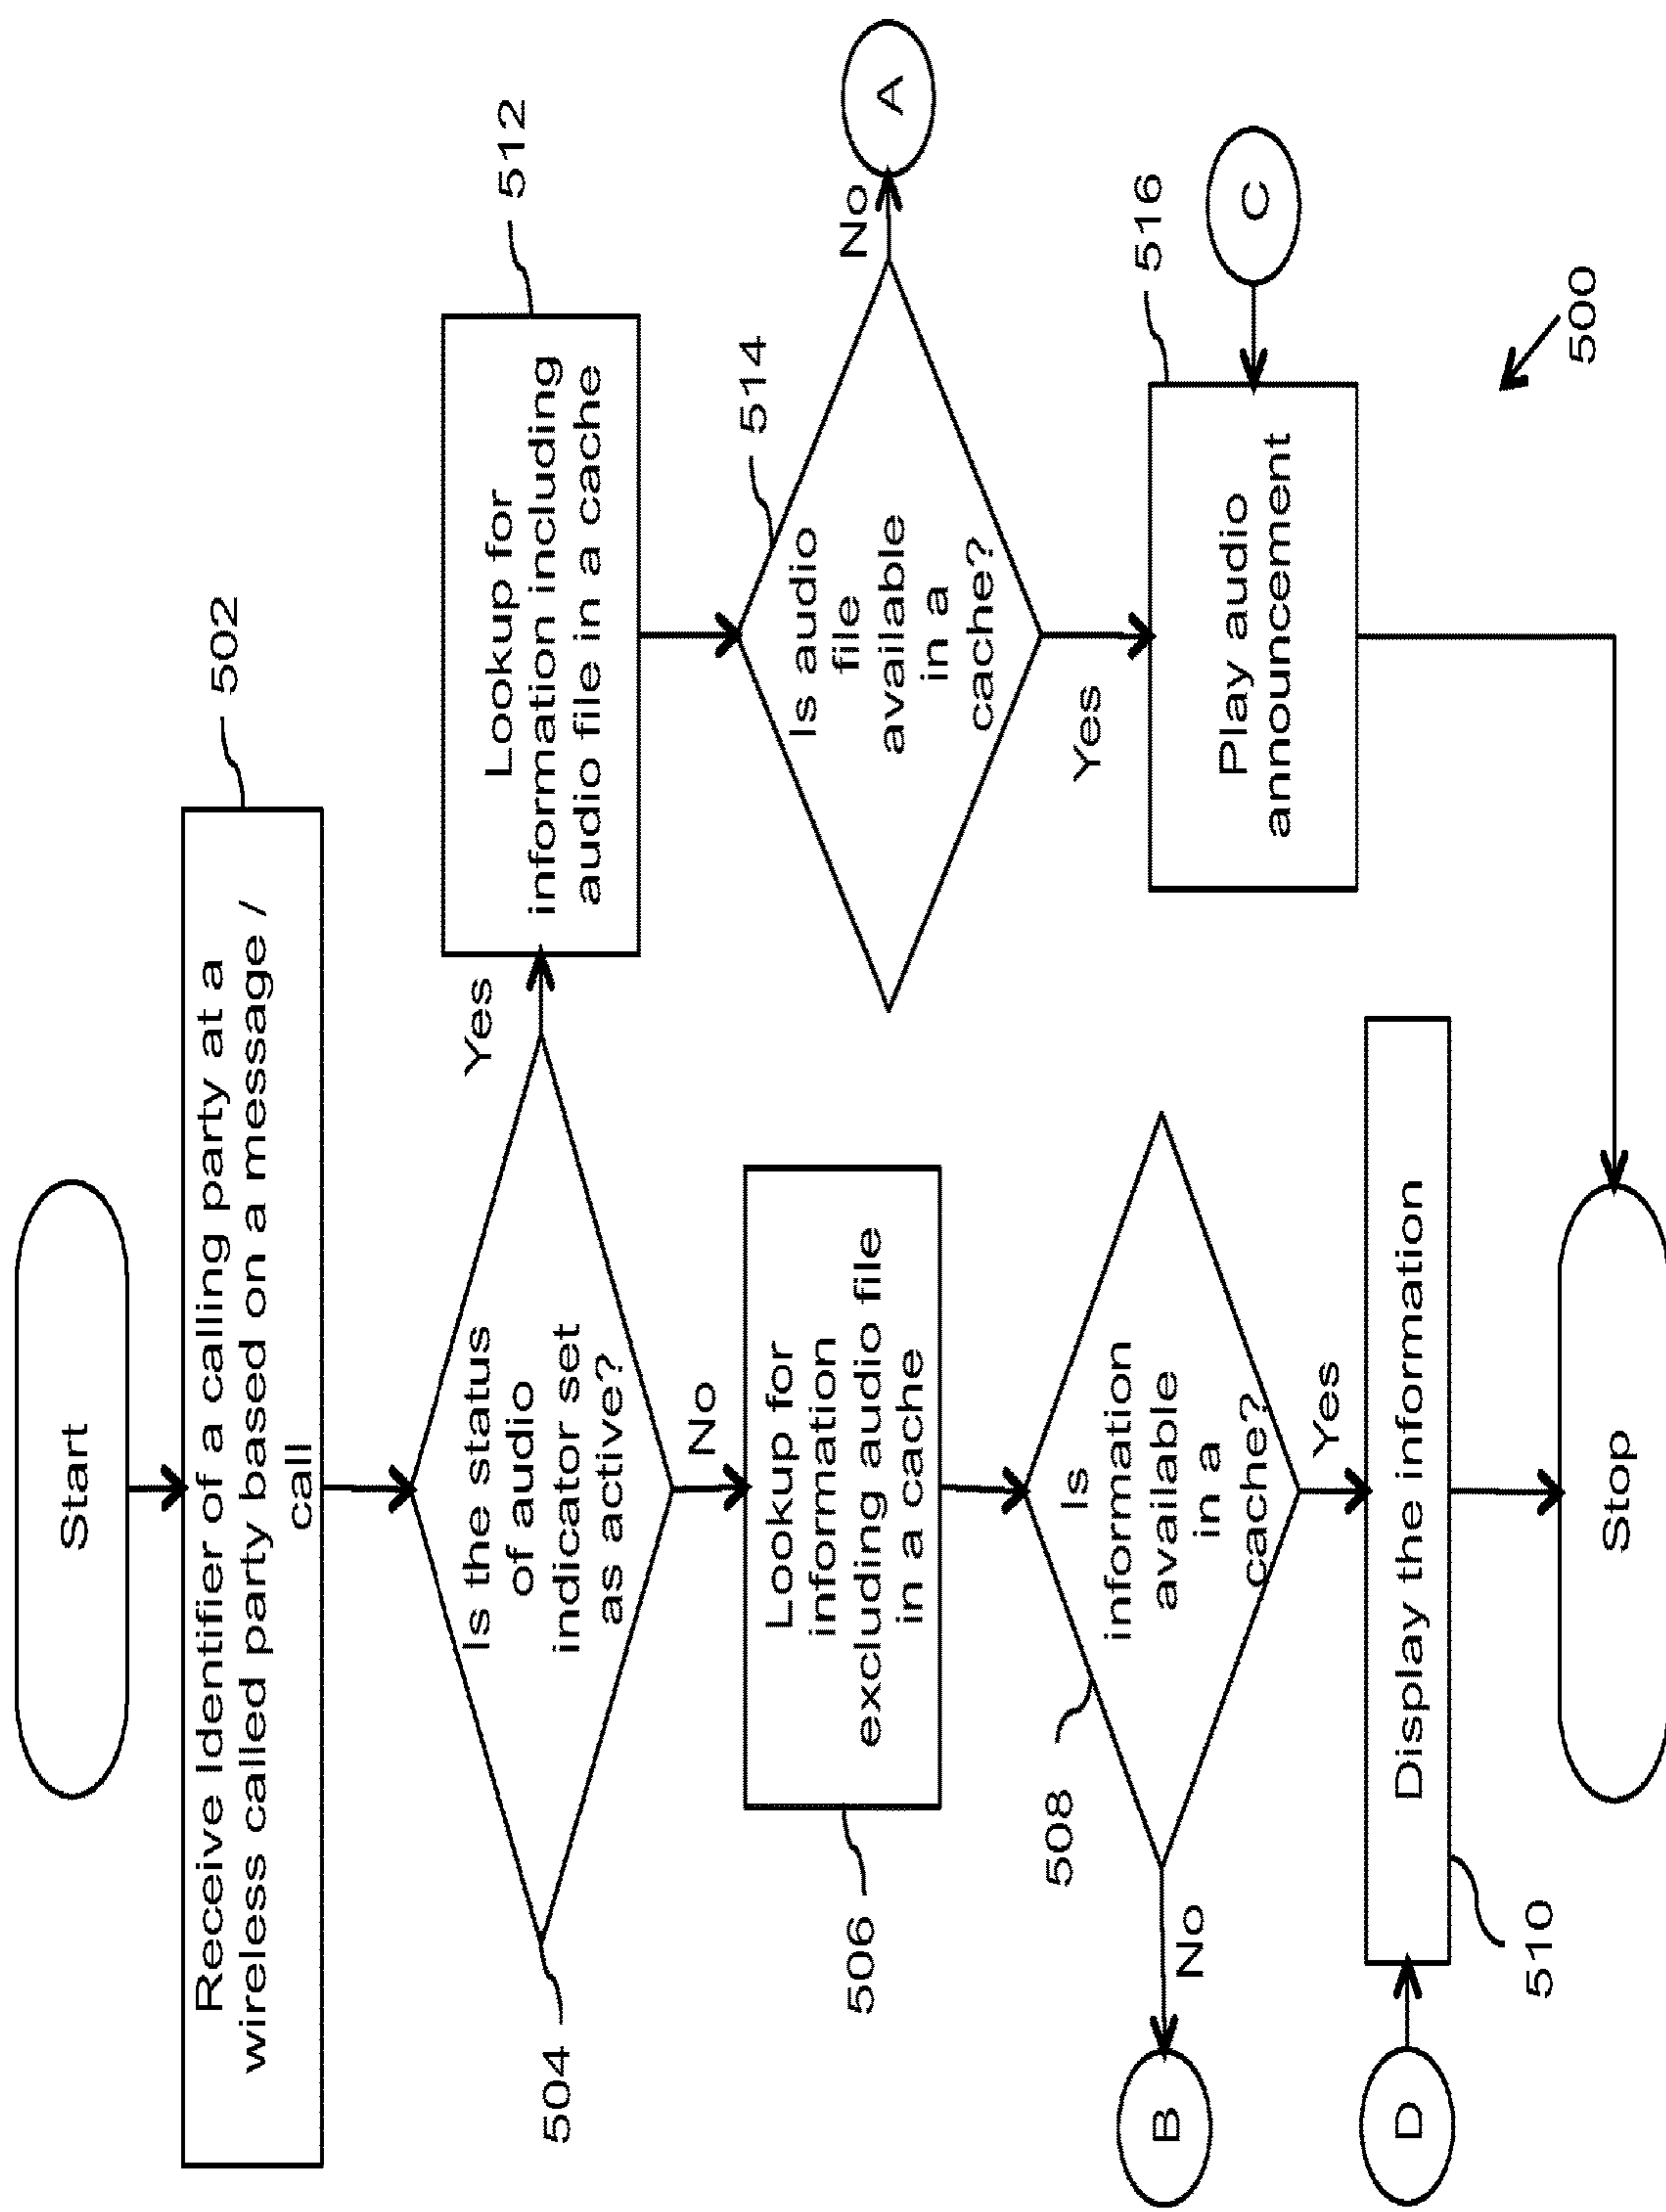 Start
502
Receive Identifier of a calling party at a
wireless called party based on a message /
call
504
Is the status
of audio
indicator set
as active?
Yes
512
Lookup for
information including
audio file in a cache
No
506
Lookup for
information
excluding audio file
in a cache
514
Is audio
file
available
in a
cache?
No
A
508
Is
information
available
in a
cache?
No
B
Yes
Yes
516
Play audio
announcement
C
D
Display the information
510
Stop
500